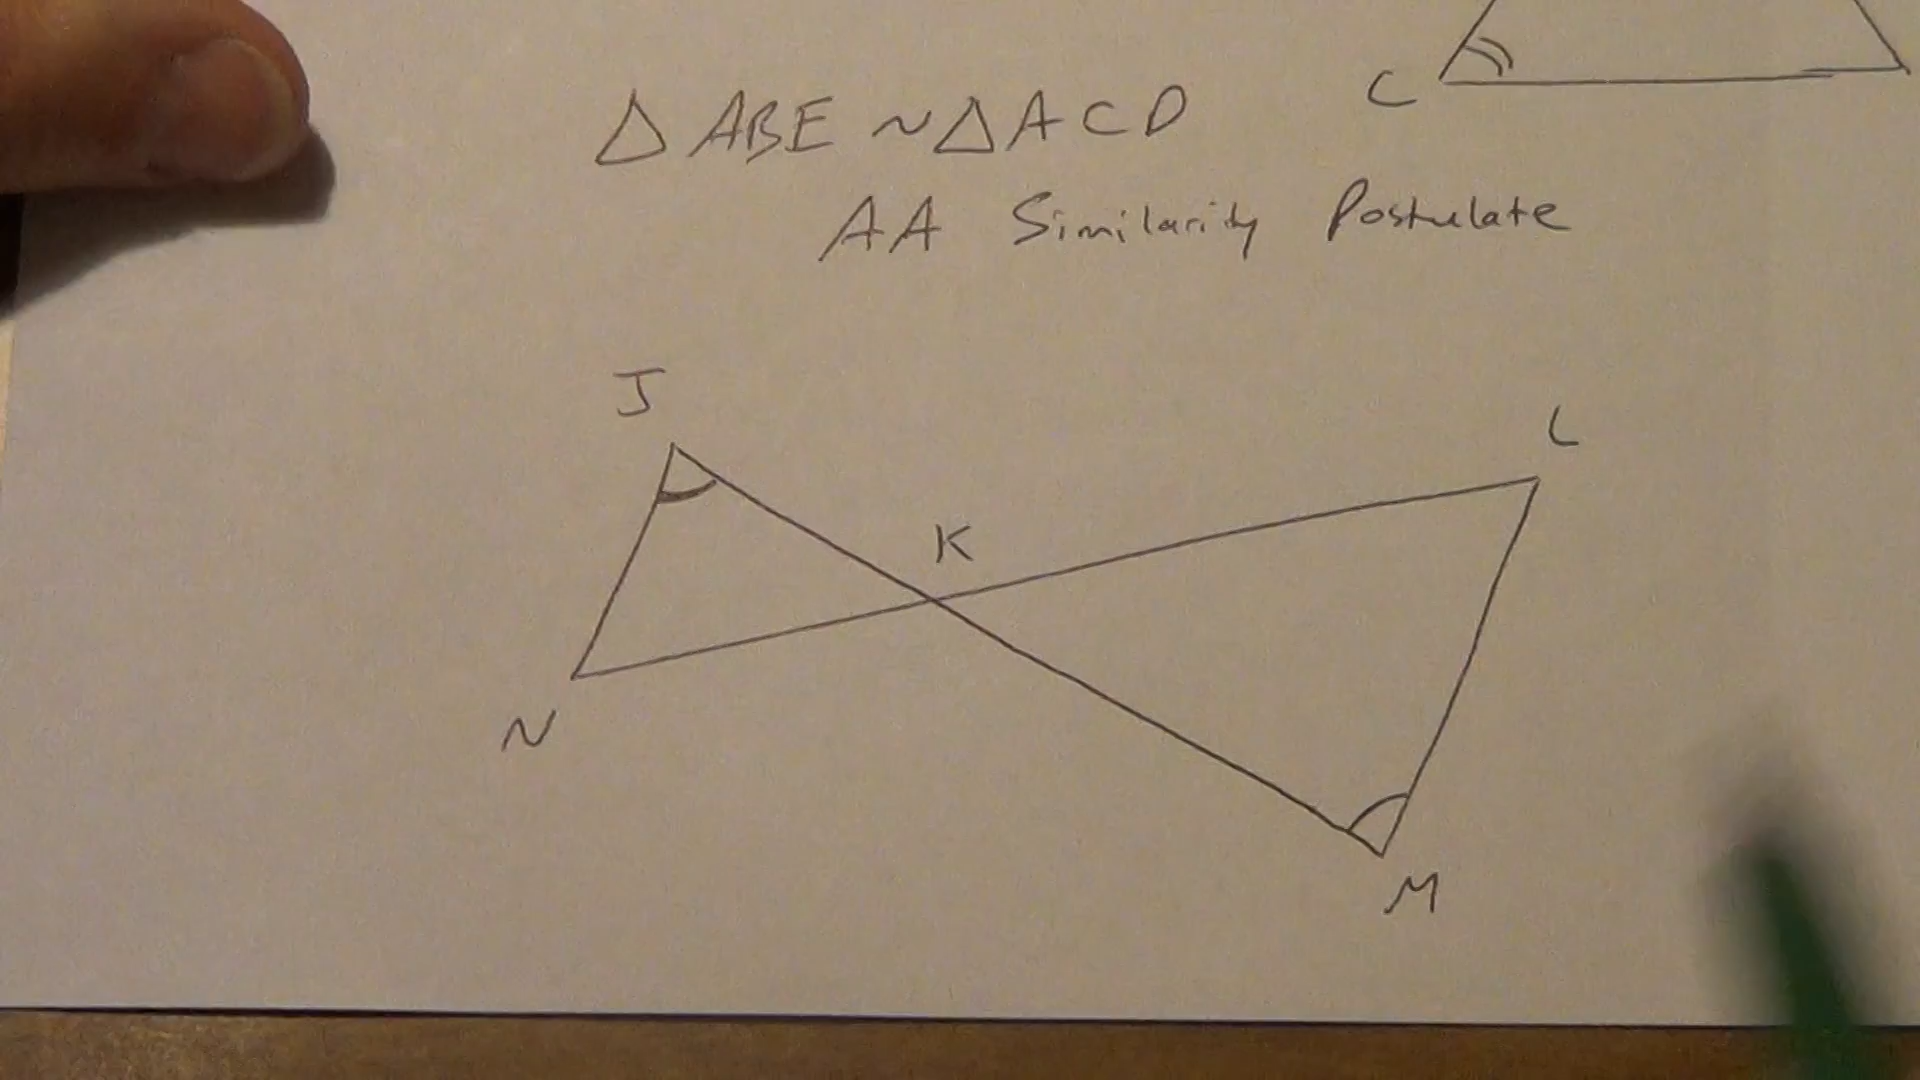 C
△ABE ~ △ACD
AA Similarity Postulate
J
L
K
N
M